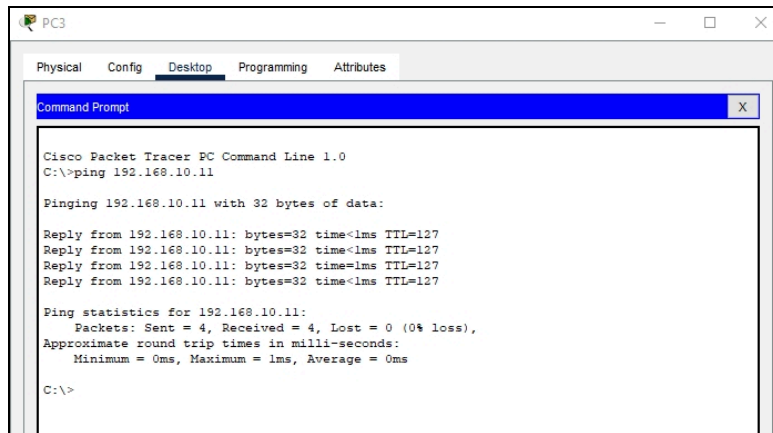 PC3
Physical Config Desktop Programming Attributes
Command Prompt
X
Cisco Packet Tracer PC Command Line 1.0
C:\>ping 192.168.10.11
Pinging 192.168.10.11 with 32 bytes of data:
Reply from 192.168.10.11: bytes=32 time<1ms TTL=127
Reply from 192.168.10.11: bytes=32 time<1ms TTL=127
Reply from 192.168.10.11: bytes=32 time=1ms TTL=127
Reply from 192.168.10.11: bytes=32 time<1ms TTL=127
Ping statistics for 192.168.10.11:
Packets: Sent = 4, Received = 4, Lost = 0 (0% loss),
Approximate round trip times in milli-seconds:
Minimum = 0ms, Maximum = 1ms, Average = 0ms
C:\>